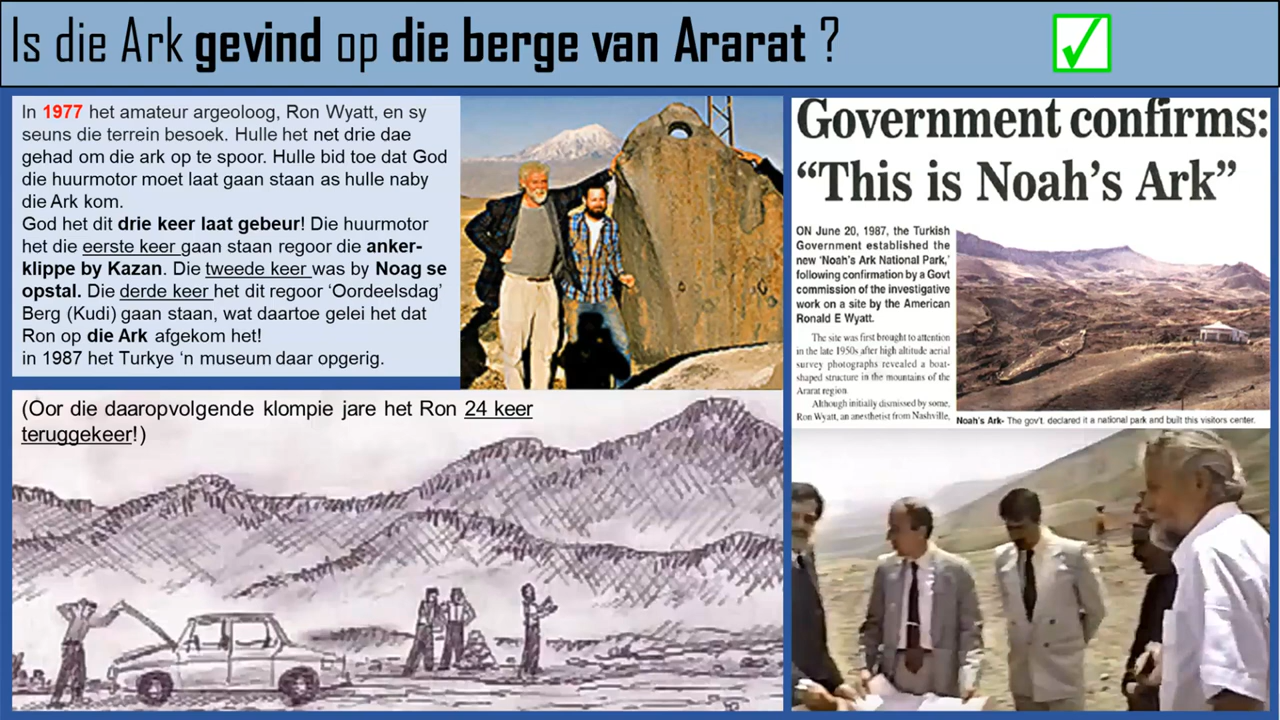 Is die Ark gevind op die berge van Ararat ?
In 1977 het amateur argeoloog, Ron Wyatt, en sy
seuns die terrein besoek. Hulle het net drie dae
gehad om die ark op te spoor. Hulle bid toe dat God
die huurmotor moet laat gaan staan as hulle naby
die Ark kom.
God het dit drie keer laat gebeur! Die huurmotor
het die eerste keer gaan staan regoor die anker-
klippe by Kazan. Die tweede keer was by Noag se
opstal. Die derde keer het dit regoor ‘Oordeelsdag’
Berg (Kudi) gaan staan, wat daartoe gelei het dat
Ron op die Ark afgekom het!
in 1987 het Turkye ‘n museum daar opgerig.
(Oor die daaropvolgende klompie jare het Ron 24 keer
teruggekeer!)
Government confirms:
“This is Noah’s Ark”
ON June 20, 1987, the Turkish
Government established the
new ‘Noah’s Ark National Park,’
following confirmation by a Govt
commission of the investigative
work on a site by the American
Ronald E Wyatt.
The site was first brought to attention
in the late 1950s after high altitude aerial
survey photographs revealed a boat-
shaped structure in the mountains of the
Ararat region.
Although initially dismissed by some,
Ron Wyatt, an anesthetist from Nashville,
Noah’s Ark- The gov’t. declared it a national park and built this visitors center.